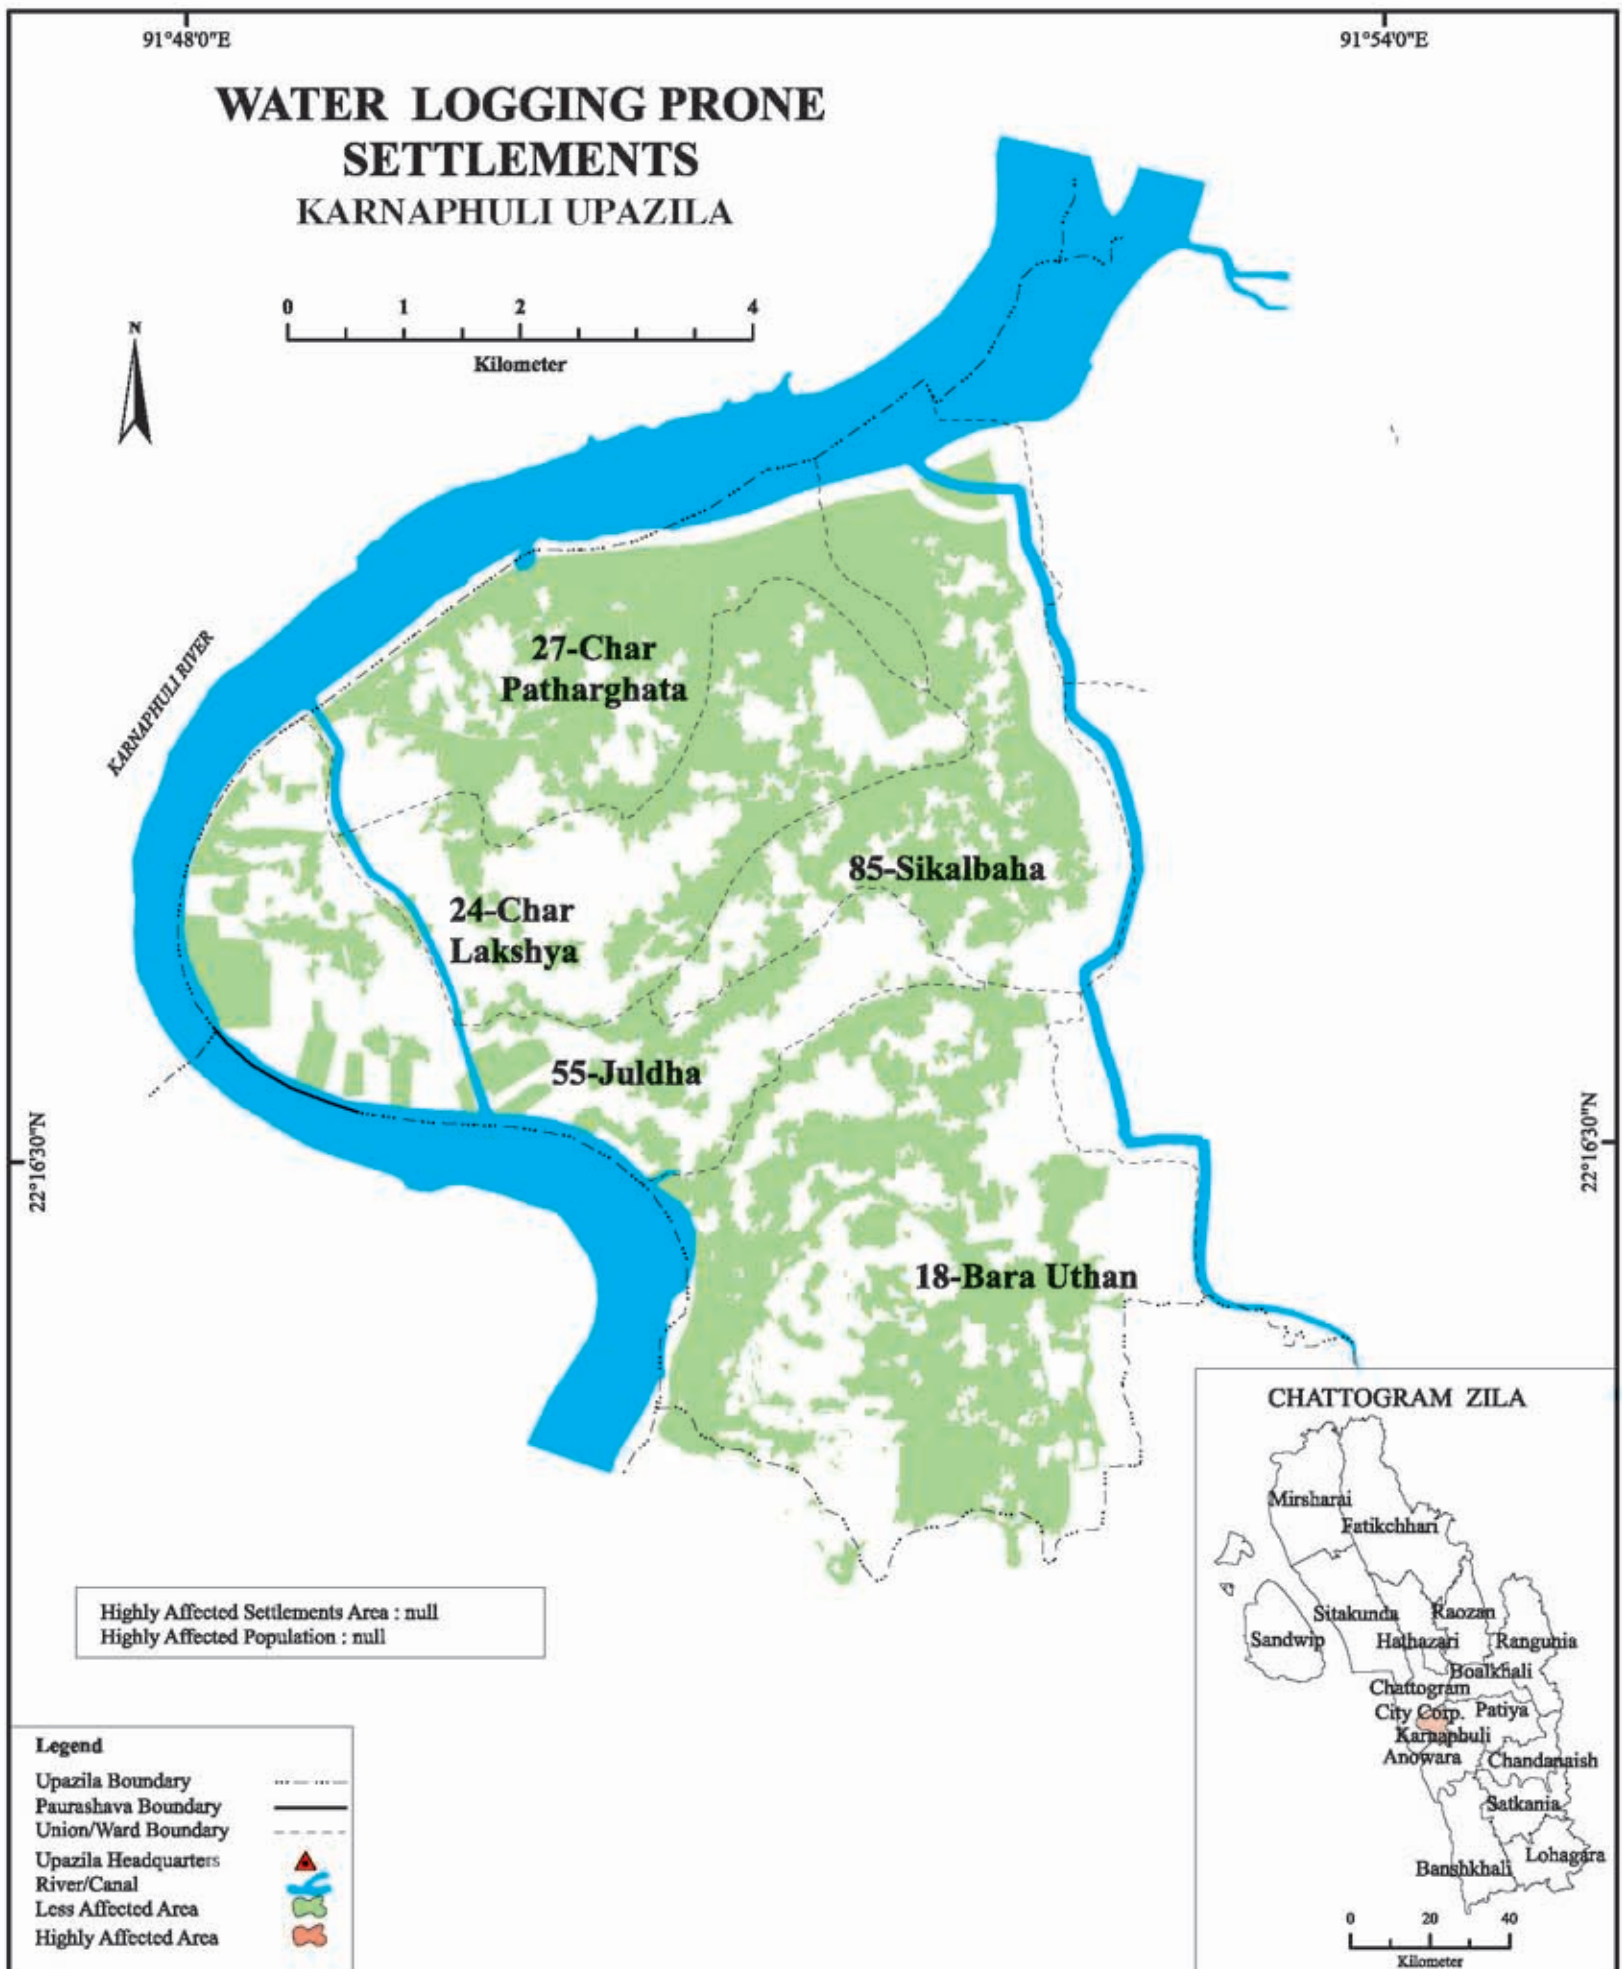 91°48'0"E
91°54'0"E
WATER LOGGING PRONE
SETTLEMENTS
KARNAPHULI UPAZILA
0 1 2 4
Kilometer
N
KARNAPHULI RIVER
27-Char
Patharghata
85-Sikalbaha
24-Char
Lakshya
55-Juldha
22°16'30"N
22°16'30"N
18-Bara Uthan
Highly Affected Settlements Area : null
Highly Affected Population : null
Legend
Upazila Boundary
Paurashava Boundary
Union/Ward Boundary
Upazila Headquarters
River/Canal
Less Affected Area
Highly Affected Area
CHATTOGRAM ZILA
Mirsharai
Fatikchhari
Sitakunda
Raozan
Sandwip
Hathazari
Rangunia
Boalkhali
Chattogram
City Corp.
Patiya
Karnaphuli
Anowara
Chandanaish
Satkania
Lohagara
Banshkhali
0 20 40
Kilometer